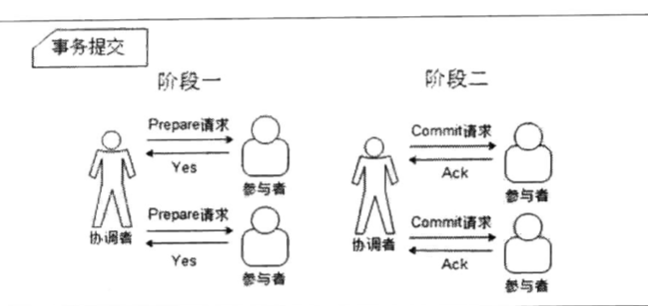 事务提交
阶段一
阶段二
Prepare请求
Yes
参与者
Prepare请求
Yes
协调者
参与者
Commit请求
Ack
参与者
Commit请求
Ack
协调者
参与者